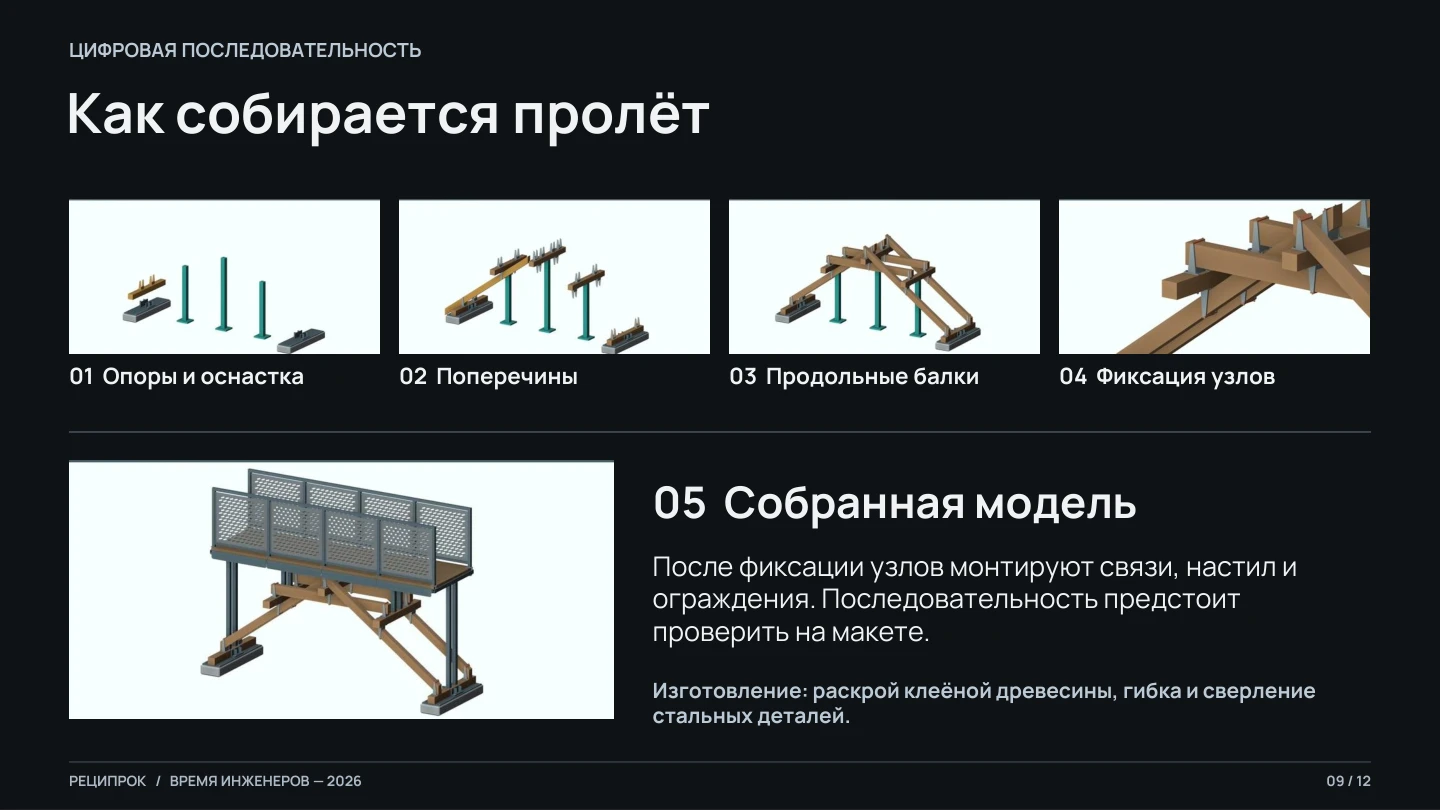 ЦИФРОВАЯ ПОСЛЕДОВАТЕЛЬНОСТЬ
Как собирается пролёт
01 Опоры и оснастка
02 Поперечины
03 Продольные балки
04 Фиксация узлов
05 Собранная модель
После фиксации узлов монтируют связи, настил и
ограждения. Последовательность предстоит
проверить на макете.
Изготовление: раскрой клеёной древесины, гибка и сверление
стальных деталей.
РЕЦИПРОК / ВРЕМЯ ИНЖЕНЕРОВ — 2026
09 / 12